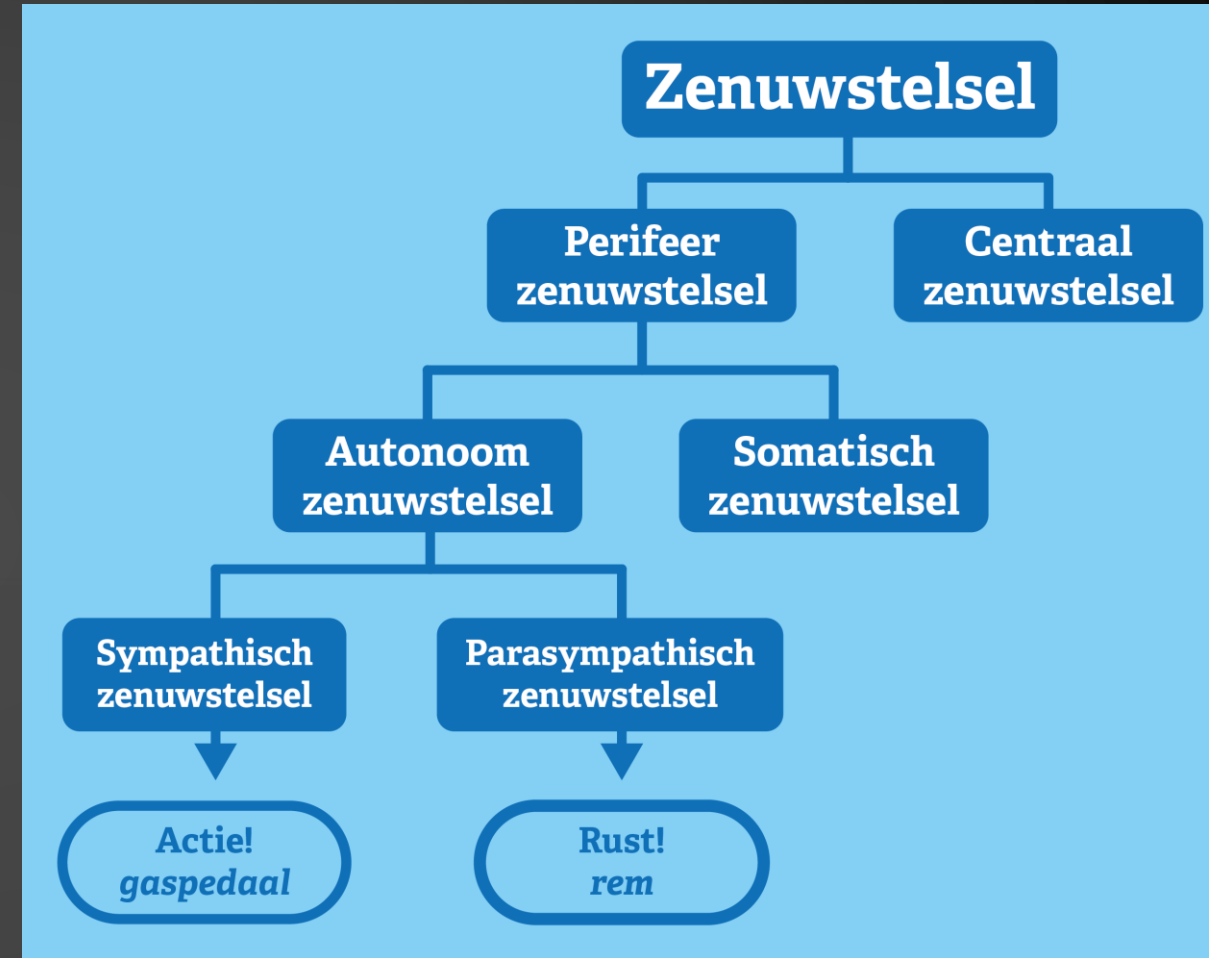 Zenuwstelsel
Perifeer
zenuwstelsel
Centraal
zenuwstelsel
Autonoom
zenuwstelsel
Somatisch
zenuwstelsel
Sympathisch
zenuwstelsel
Parasympathisch
zenuwstelsel
Actie!
gaspedaal
Rust!
rem